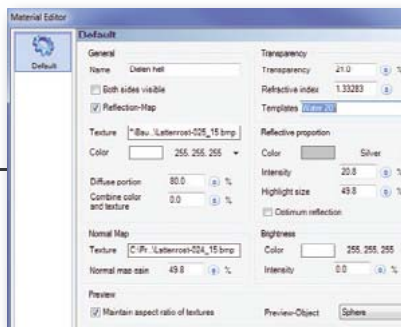 Material Editor
Default
Default
General
Name Dielen hell
Both sides visible
Reflection-Map
Texture "\Bau...\Lattenrost-025_15.bmp
Color 255, 255, 255
Diffuse portion 80.0 %
Combine color and texture 0.0 %
Normal Map
Texture C:\Pr...\Lattenrost-024_15.bmp
Normal map gain 49.8 %
Preview
Maintain aspect ratio of textures
Transparency
Transparency 21.0 %
Refractive index 1.33283
Templates Water 20°
Reflective proportion
Color Silver
Intensity 20.8 %
Highlight size 49.8 %
Optimum reflection
Brightness
Color 255, 255, 255
Intensity 0.0 %
Preview-Object Sphere